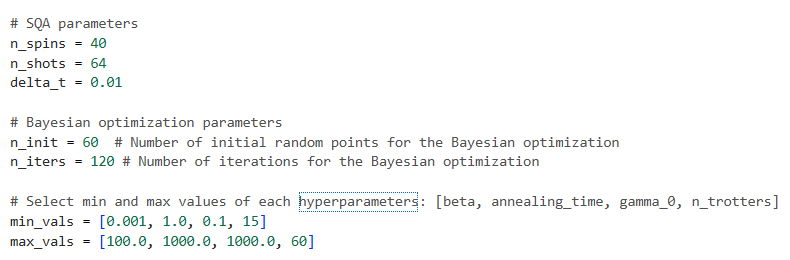 # SQA parameters
n_spins = 40
n_shots = 64
delta_t = 0.01
# Bayesian optimization parameters
n_init = 60  # Number of initial random points for the Bayesian optimization
n_iters = 120 # Number of iterations for the Bayesian optimization
# Select min and max values of each hyperparameters: [beta, annealing_time, gamma_0, n_trotters]
min_vals = [0.001, 1.0, 0.1, 15]
max_vals = [100.0, 1000.0, 1000.0, 60]